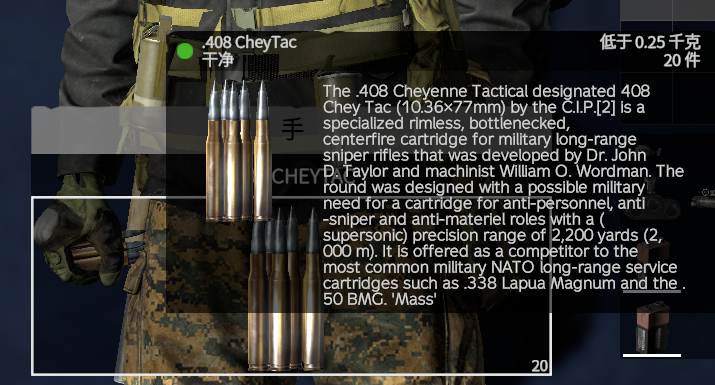 .408 CheyTac
低于 0.25 千克
干净
20 件
The .408 Cheyenne Tactical designated 408
Chey Tac (10.36×77mm) by the C.I.P.[2] is a
specialized rimless, bottlenecked,
centerfire cartridge for military long-range
sniper rifles that was developed by Dr. John
D. Taylor and machinist William O. Wordman. The
round was designed with a possible military
need for a cartridge for anti-personnel, anti
-sniper and anti-materiel roles with a (
supersonic) precision range of 2,200 yards (2,
000 m). It is offered as a competitor to the
most common military NATO long-range service
cartridges such as .338 Lapua Magnum and the .
50 BMG. 'Mass'
手
CHEYTAC
20